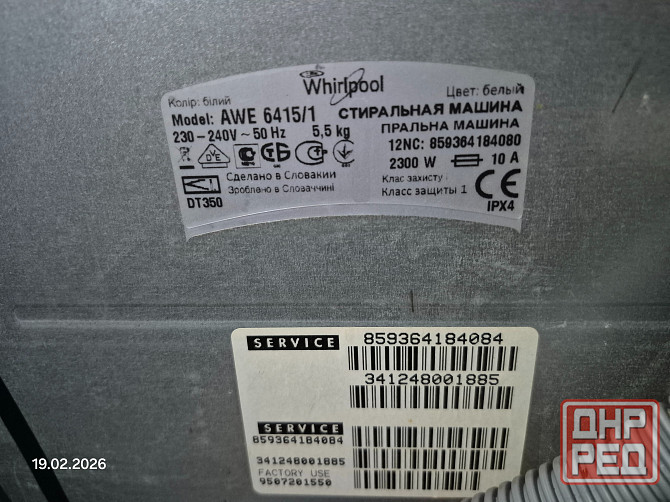 Whirlpool
Колір: білий
Цвет: белый
Model: AWE 6415/1
СТИРАЛЬНАЯ МАШИНА
230-240V ~ 50 Hz 5,5 kg
ПРАЛЬНА МАШИНА
12NC: 859364184080
2300 W 10 A
DVE
Сделано в Словакии
Зроблено в Словаччині
Клас захисту
Класс защиты 1
CE
DT350
IPX4
SERVICE
859364184084
341248001885
SERVICE
859364184084
341248001885
FACTORY USE
9507201550
19.02.2026
ДНР
РЕД